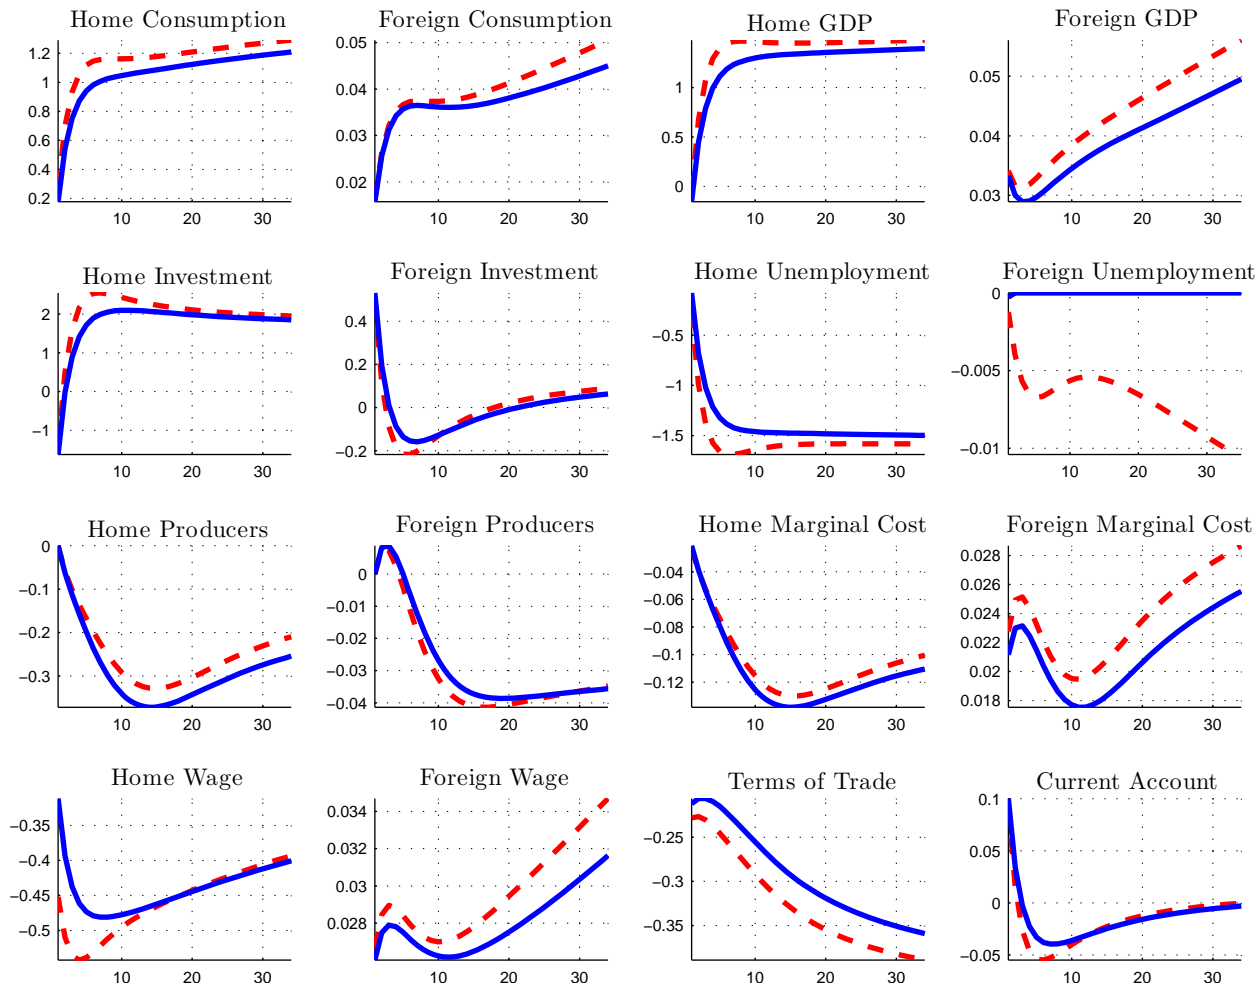 Home Consumption
1.2
1
0.8
0.6
0.4
0.2
10 20 30
Foreign Consumption
0.05
0.04
0.03
0.02
10 20 30
Home GDP
1
0.5
0
10 20 30
Foreign GDP
0.05
0.04
0.03
10 20 30
Home Investment
2
1
0
−1
10 20 30
Foreign Investment
0.4
0.2
0
−0.2
10 20 30
Home Unemployment
−0.5
−1
−1.5
10 20 30
Foreign Unemployment
0
−0.005
−0.01
10 20 30
Home Producers
0
−0.1
−0.2
−0.3
10 20 30
Foreign Producers
0
−0.01
−0.02
−0.03
−0.04
10 20 30
Home Marginal Cost
−0.04
−0.06
−0.08
−0.1
−0.12
10 20 30
Foreign Marginal Cost
0.028
0.026
0.024
0.022
0.02
0.018
10 20 30
Home Wage
−0.35
−0.4
−0.45
−0.5
10 20 30
Foreign Wage
0.034
0.032
0.03
0.028
10 20 30
Terms of Trade
−0.25
−0.3
−0.35
10 20 30
Current Account
0.1
0.05
0
−0.05
10 20 30